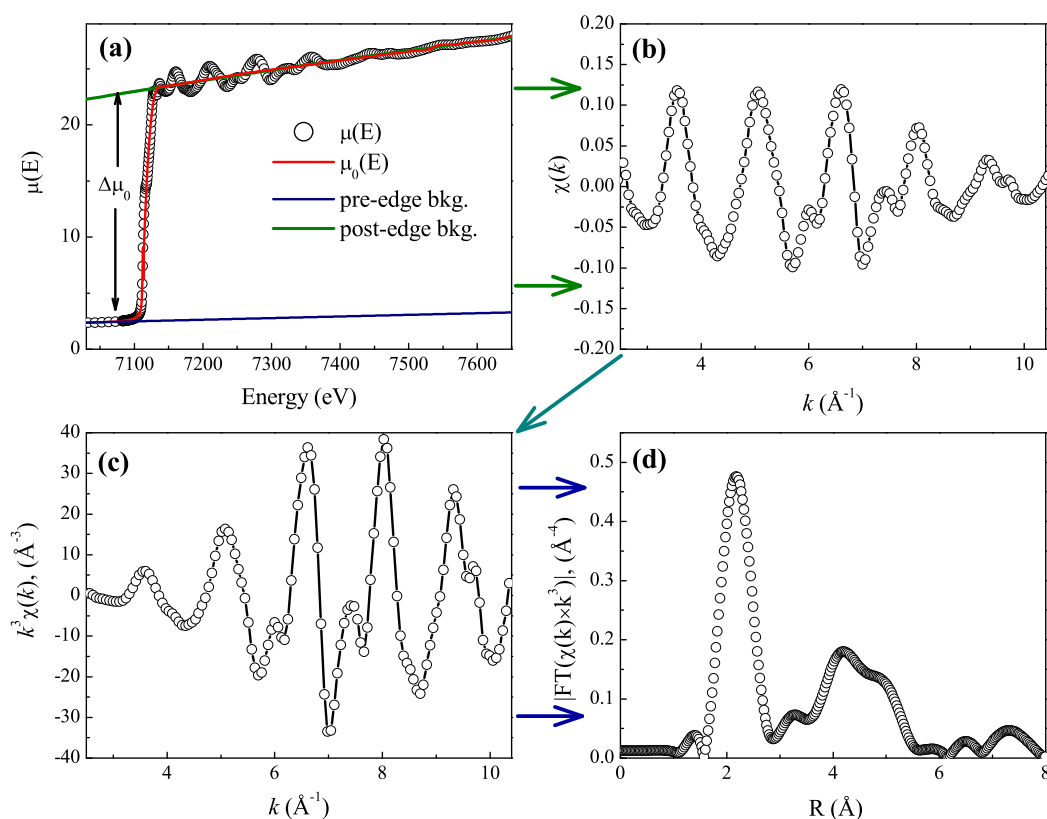 (a)
μ(E)
20
10
0
Δμ₀
μ(E)
μ₀(E)
pre-edge bkg.
post-edge bkg.
7100 7200 7300 7400 7500 7600
Energy (eV)
(b)
χ(k)
0.20
0.15
0.10
0.05
0.00
-0.05
-0.10
-0.15
-0.20
4 6 8 10
k (Å⁻¹)
(c)
k³χ(k), (Å⁻³)
40
30
20
10
0
-10
-20
-30
-40
4 6 8 10
k (Å⁻¹)
(d)
|FT(χ(k)×k³)|, (Å⁻⁴)
0.5
0.4
0.3
0.2
0.1
0.0
0 2 4 6 8
R (Å)